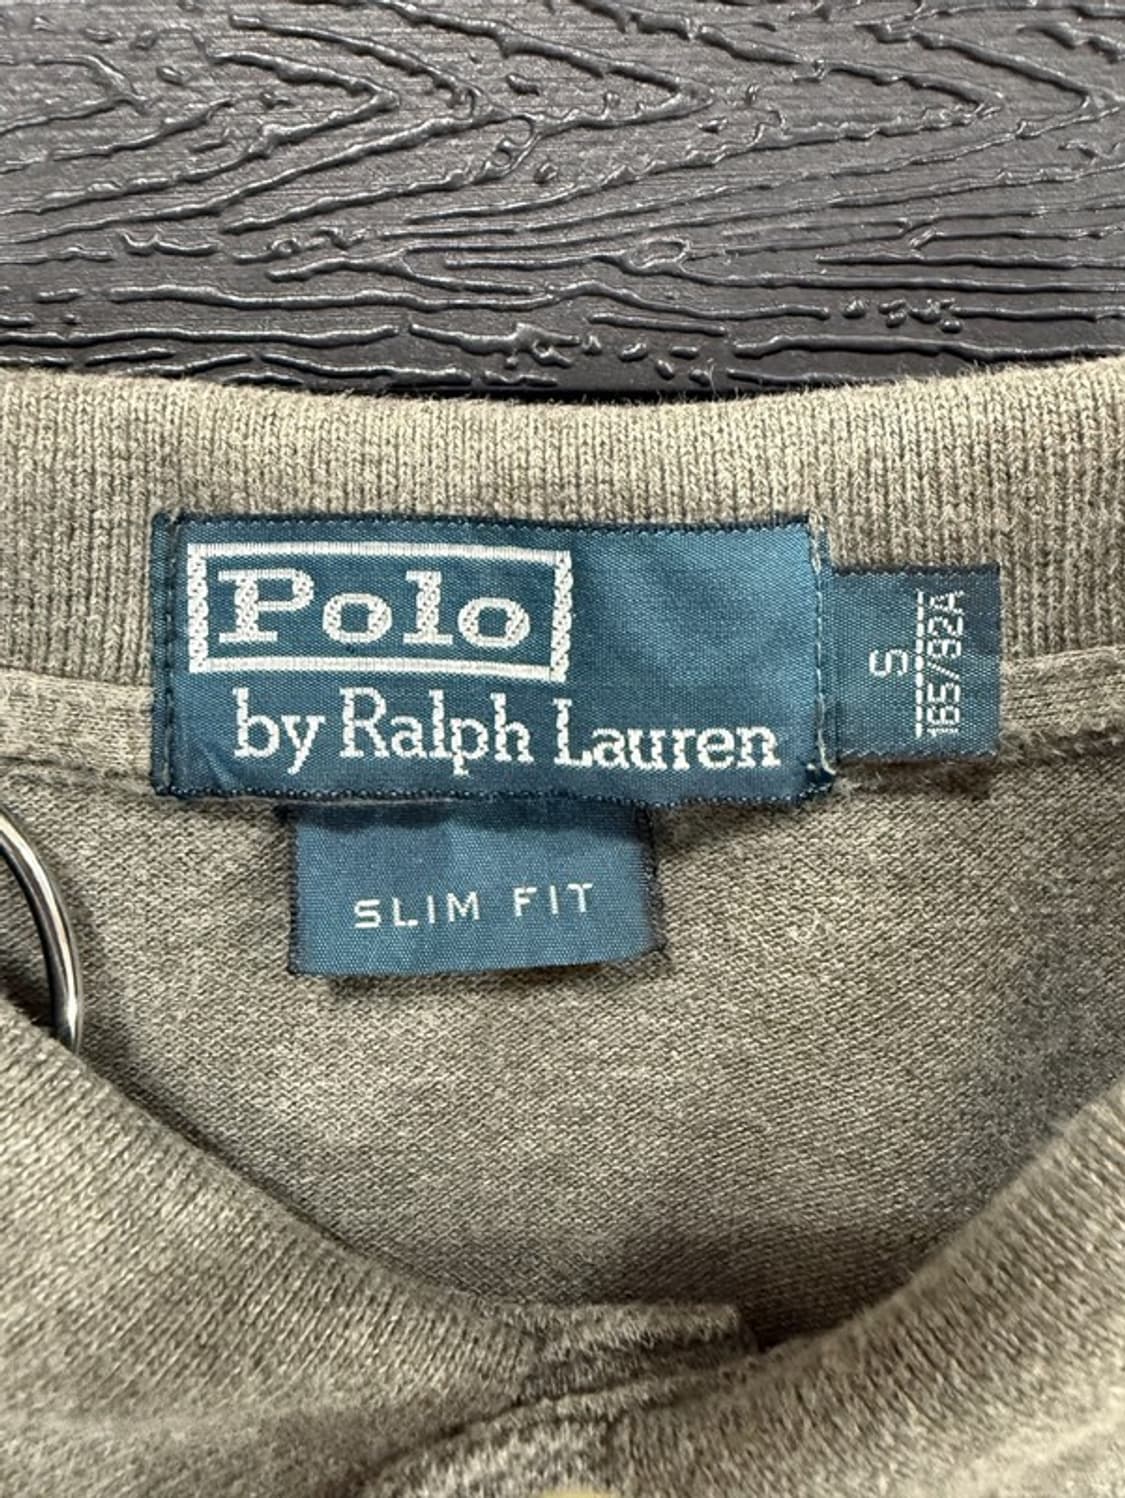 Polo
by Ralph Lauren
S
165/92A
SLIM FIT